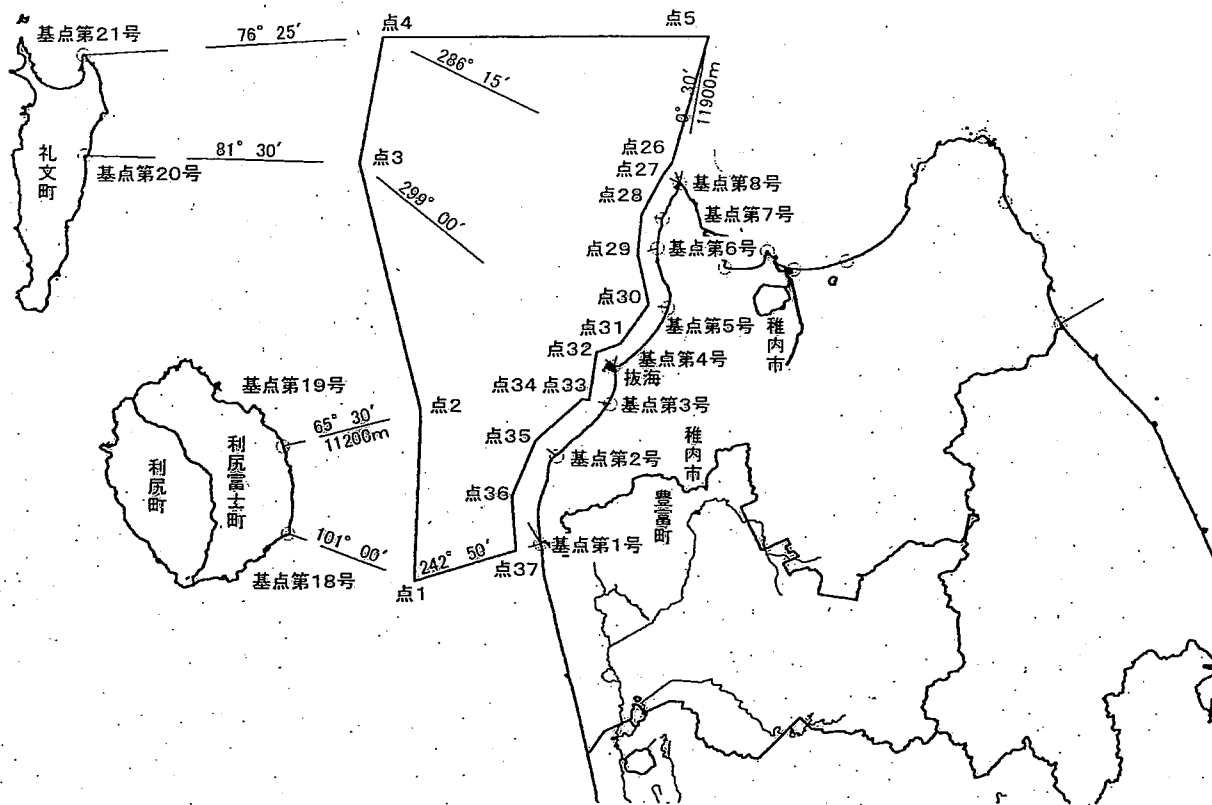 点4
点5
基点第21号
76° 25′
286° 15′
0° 30′
11900m
礼文町
81° 30′
基点第20号
点3
299° 00′
点26
点27
基点第8号
点28
基点第7号
点29
基点第6号
点30
基点第5号
稚内市
点31
点32
基点第4号
抜海
点34 点33
基点第3号
基点第19号
点2
65° 30′
11200m
点35
基点第2号
稚内市
利尻町
利尻富士町
点36
豊富町
101° 00′
242° 50′
基点第1号
点37
基点第18号
点1